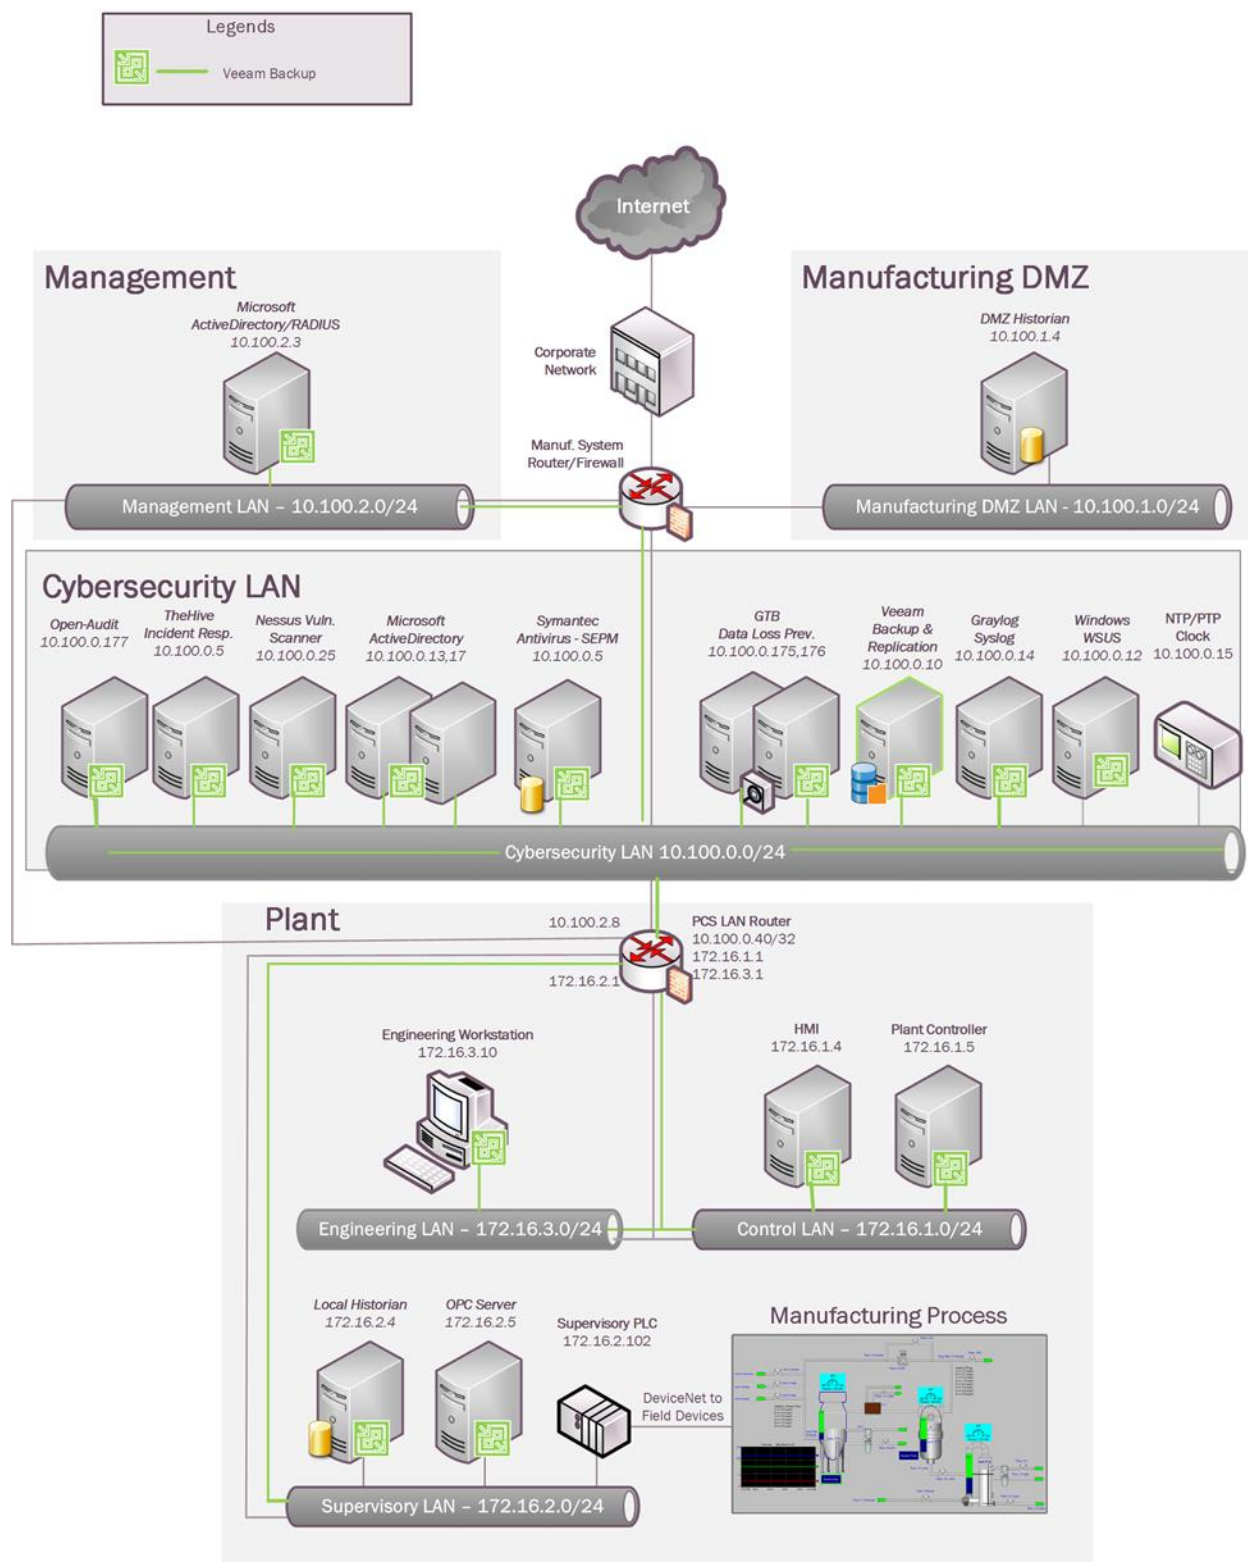 Legends
Veeam Backup
Internet
Management
Manufacturing DMZ
Microsoft
ActiveDirectory/RADIUS
10.100.2.3
DMZ Historian
10.100.1.4
Corporate
Network
Manuf. System
Router/Firewall
Management LAN – 10.100.2.0/24
Manufacturing DMZ LAN - 10.100.1.0/24
Cybersecurity LAN
Open-Audit
10.100.0.177
TheHive
Incident Resp.
10.100.0.5
Nessus Vuln.
Scanner
10.100.0.25
Microsoft
ActiveDirectory
10.100.0.13,17
Symantec
Antivirus - SEPM
10.100.0.5
GTB
Data Loss Prev.
10.100.0.175,176
Veeam
Backup &
Replication
10.100.0.10
Graylog
Syslog
10.100.0.14
Windows
WSUS
10.100.0.12
NTP/PTP
Clock
10.100.0.15
Cybersecurity LAN 10.100.0.0/24
Plant
10.100.2.8
PCS LAN Router
10.100.0.40/32
172.16.1.1
172.16.3.1
172.16.2.1
Engineering Workstation
172.16.3.10
HMI
172.16.1.4
Plant Controller
172.16.1.5
Engineering LAN – 172.16.3.0/24
Control LAN – 172.16.1.0/24
Local Historian
172.16.2.4
OPC Server
172.16.2.5
Supervisory PLC
172.16.2.102
Manufacturing Process
DeviceNet to
Field Devices
Supervisory LAN – 172.16.2.0/24